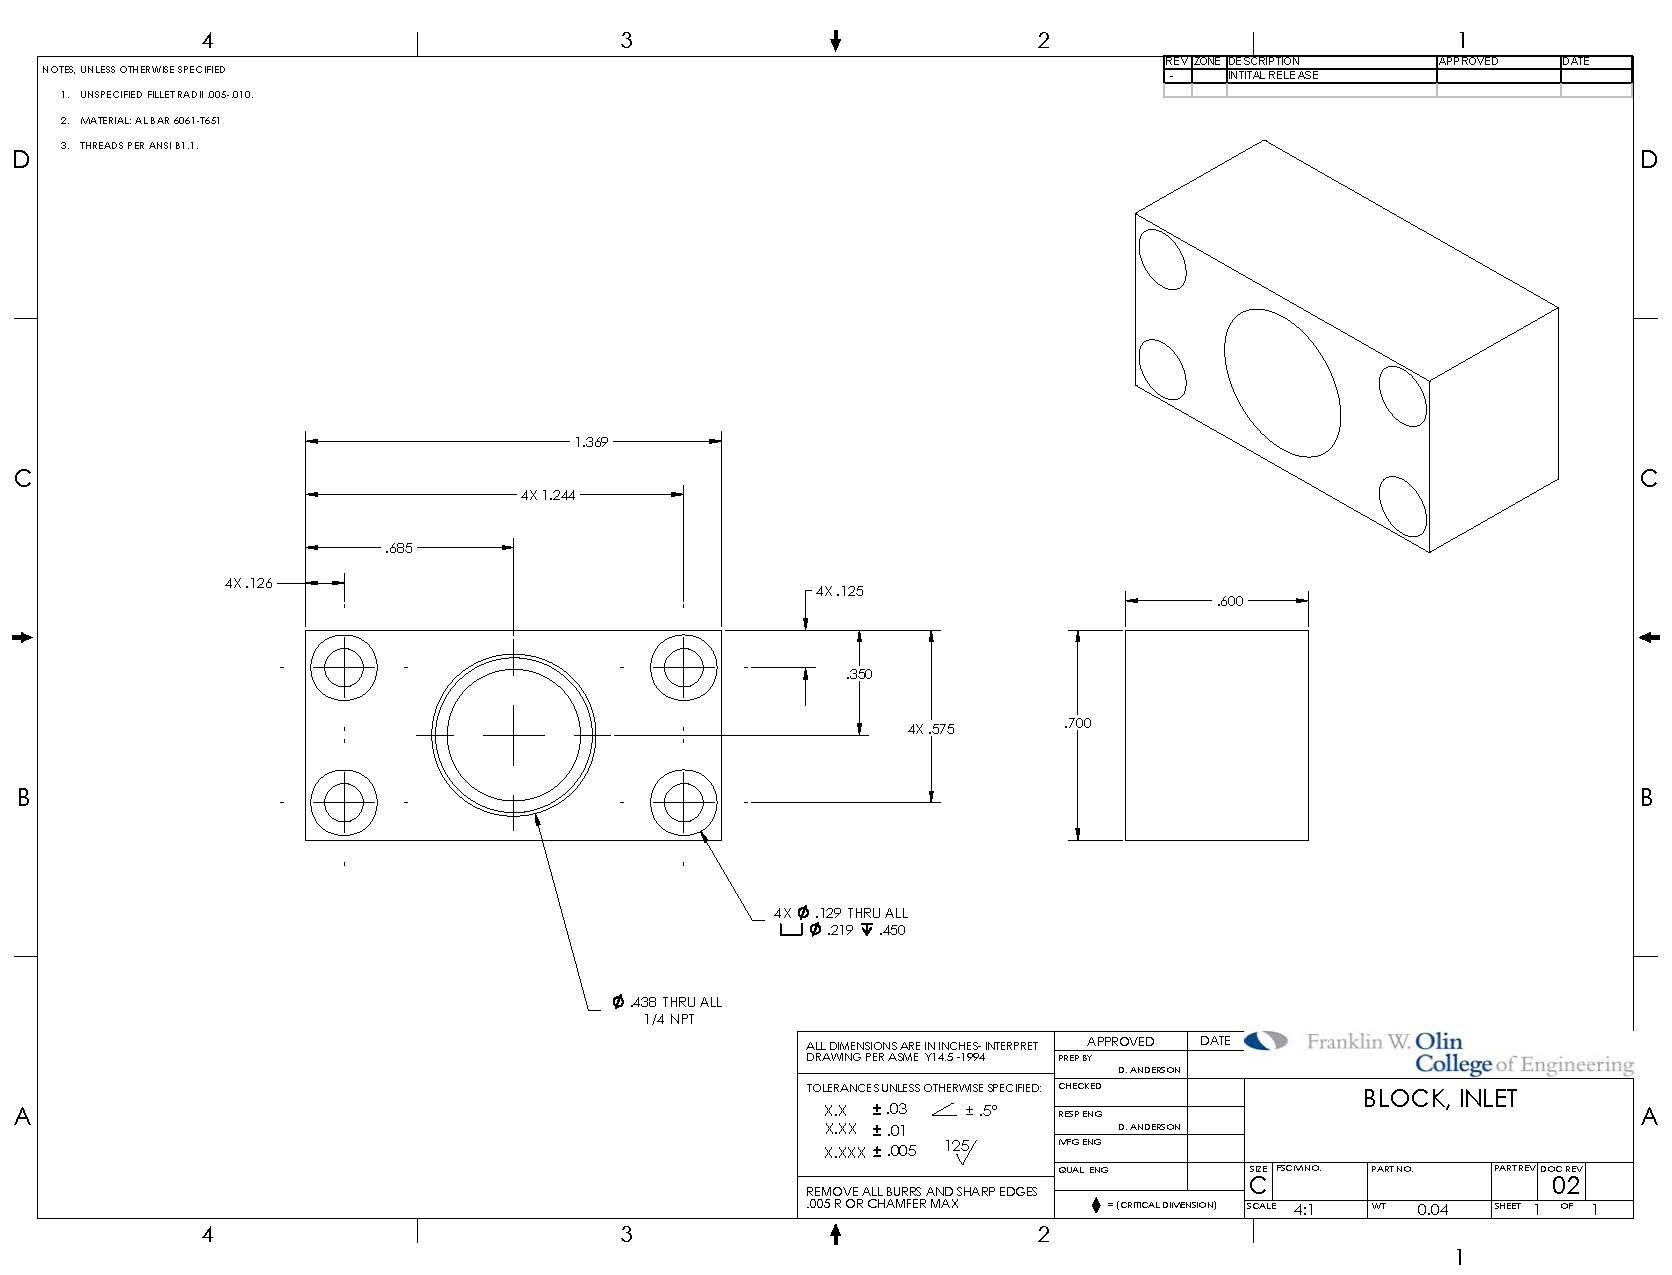 4 3 2 1
NOTES, UNLESS OTHERWISE SPECIFIED
1. UNSPECIFIED FILLET RADII .005-.010.
2. MATERIAL: AL BAR 6061-T651
3. THREADS PER ANSI B1.1.
REV ZONE DESCRIPTION APPROVED DATE
- INTITAL RELEASE
D D
C C
1.369
4X 1.244
.685
4X .126
4X .125
.350
4X .575
.600
.700
B B
4X Ø .129 THRU ALL
⌴ Ø .219 ↧ .450
Ø .438 THRU ALL
1/4 NPT
A A
ALL DIMENSIONS ARE IN INCHES- INTERPRET
DRAWING PER ASME Y14.5 -1994
TOLERANCES UNLESS OTHERWISE SPECIFIED:
X.X ± .03 ∠ ± .5°
X.XX ± .01
X.XXX ± .005 125/
REMOVE ALL BURRS AND SHARP EDGES
.005 R OR CHAMFER MAX
APPROVED DATE
PREP BY
D. ANDERSON
CHECKED
RESP ENG
D. ANDERSON
MFG ENG
QUAL ENG
♦ = (CRITICAL DIMENSION)
Franklin W. Olin
College of Engineering
BLOCK, INLET
SIZE FSCM NO. PART NO. PART REV DOC REV
C 02
SCALE 4:1 WT 0.04 SHEET 1 OF 1
4 3 2
1